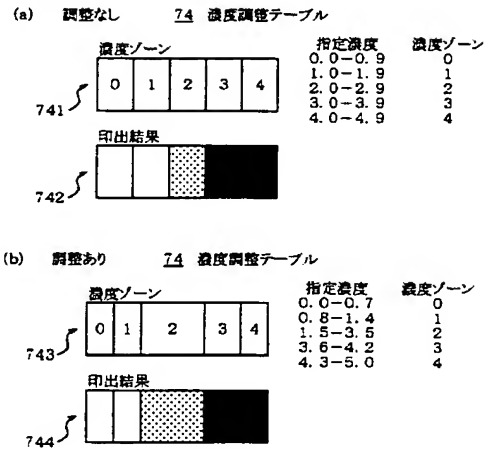 (a) 調整なし 74 濃度調整テーブル
濃度ゾーン
0 1 2 3 4
741
印出結果
742
指定濃度 濃度ゾーン
0.0-0.9 0
1.0-1.9 1
2.0-2.9 2
3.0-3.9 3
4.0-4.9 4
(b) 調整あり 74 濃度調整テーブル
濃度ゾーン
0 1 2 3 4
743
印出結果
744
指定濃度 濃度ゾーン
0.0-0.7 0
0.8-1.4 1
1.5-3.5 2
3.6-4.2 3
4.3-5.0 4